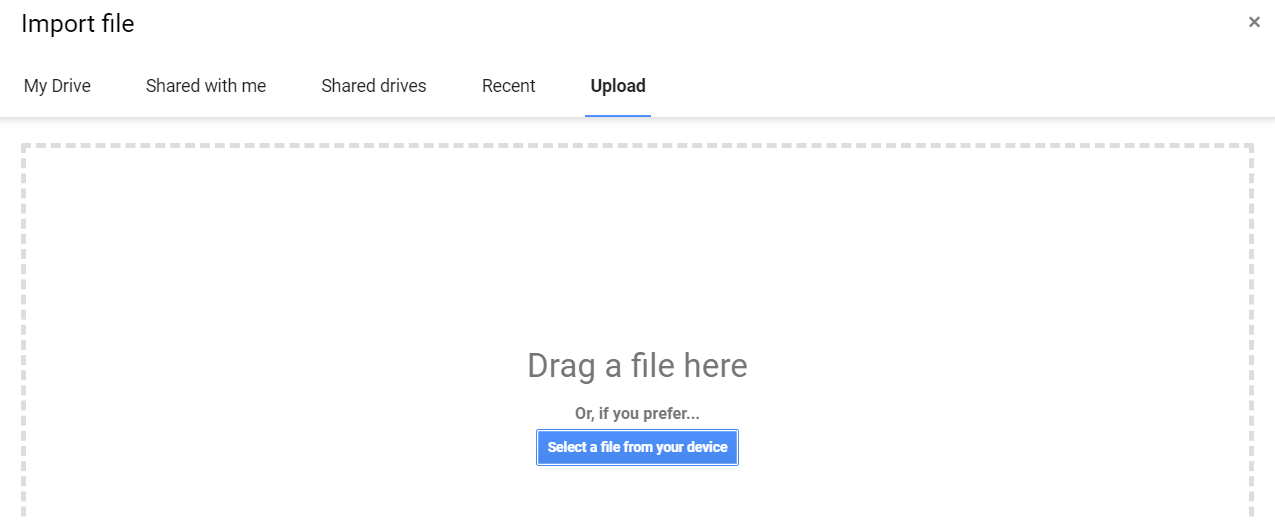 Import file
×
My Drive Shared with me Shared drives Recent Upload
Drag a file here
Or, if you prefer...
Select a file from your device